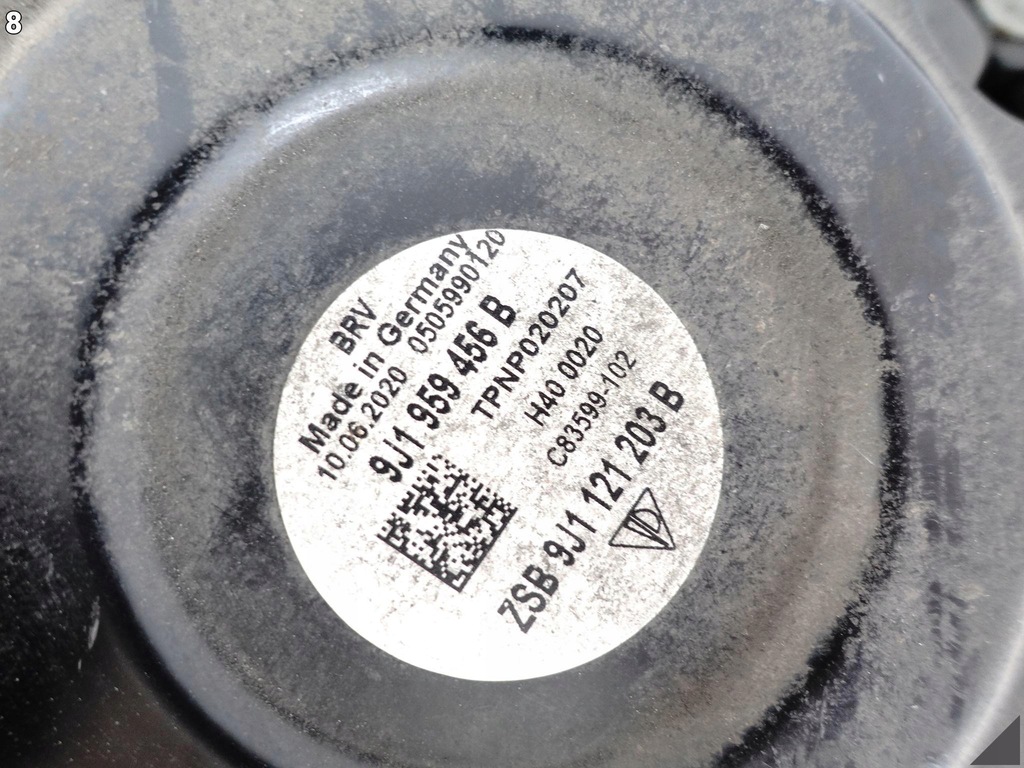 8
BRV
Made in Germany
10.06.2020 0505990120
9J1 959 456 B
TPNP020207
H40 0020
C83599-102
ZSB 9J1 121 203 B